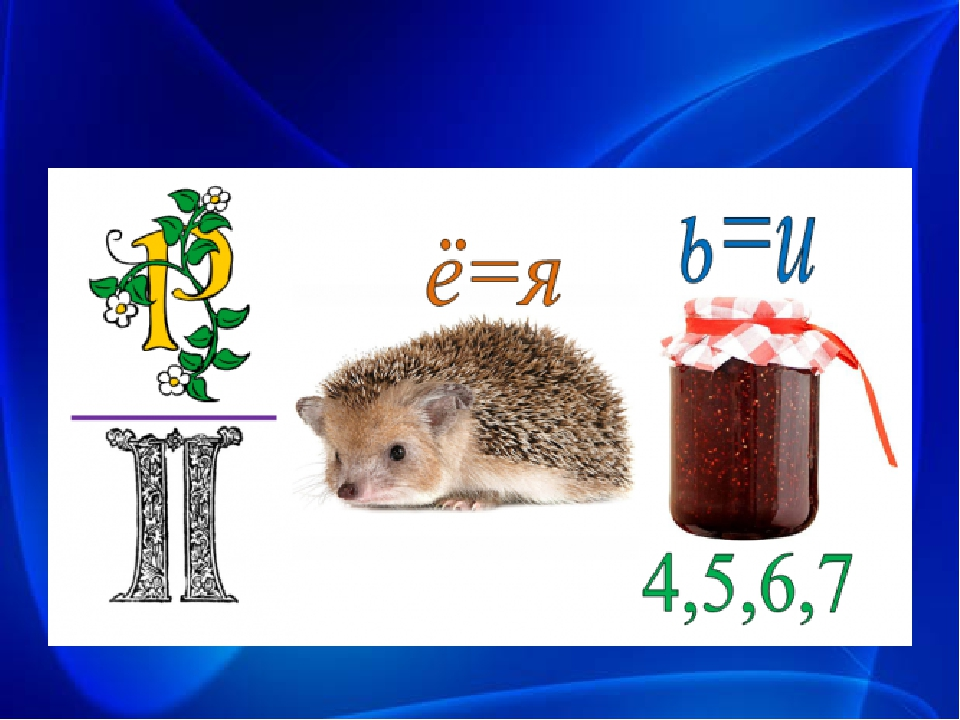 Р
П
ё=я
ь=и
4,5,6,7